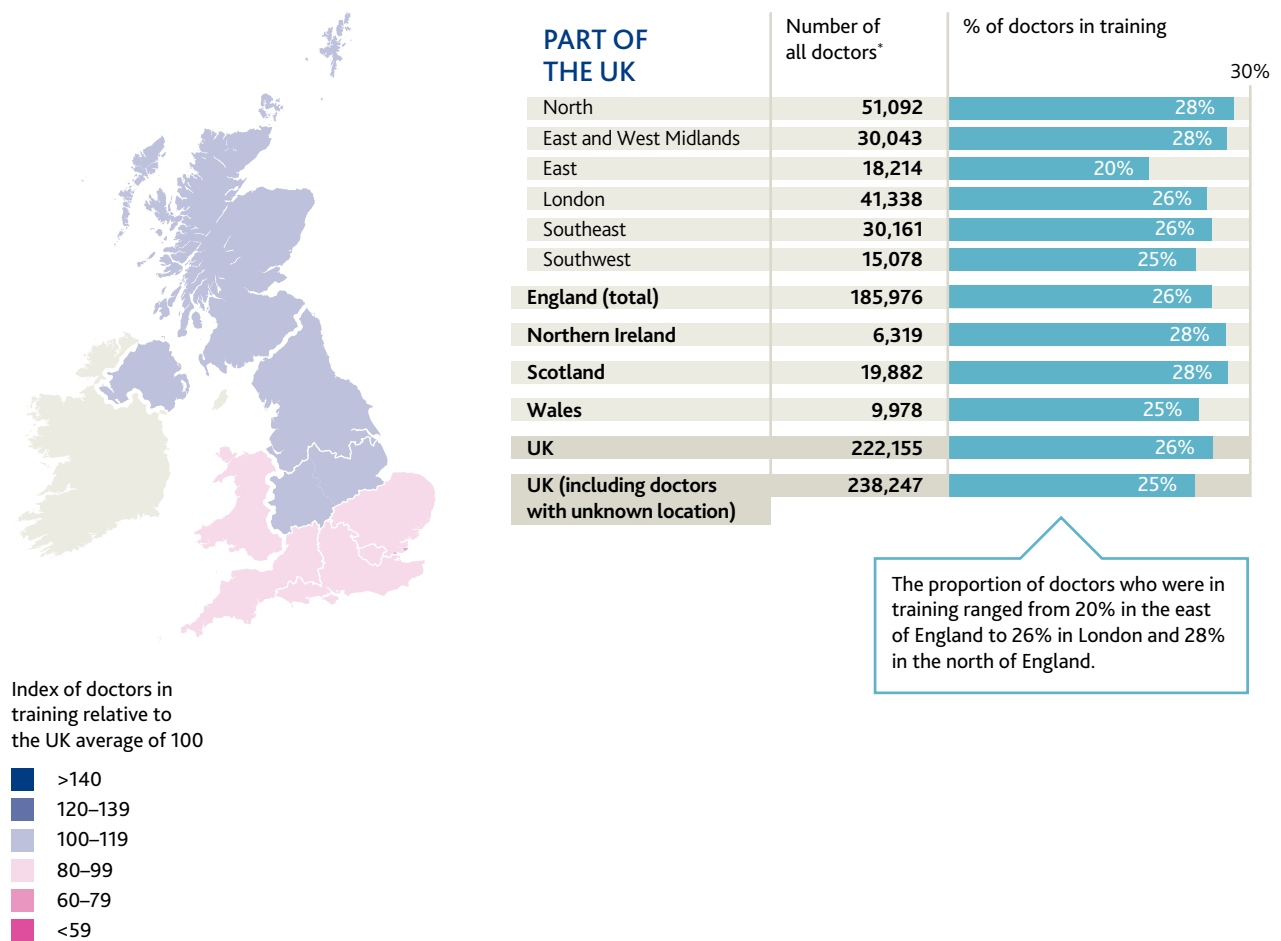 PART OF
THE UK
Number of
all doctors*
% of doctors in training
30%
North 51,092 28%
East and West Midlands 30,043 28%
East 18,214 20%
London 41,338 26%
Southeast 30,161 26%
Southwest 15,078 25%
England (total) 185,976 26%
Northern Ireland 6,319 28%
Scotland 19,882 28%
Wales 9,978 25%
UK 222,155 26%
UK (including doctors 238,247 25%
with unknown location)
The proportion of doctors who were in
training ranged from 20% in the east
of England to 26% in London and 28%
in the north of England.
Index of doctors in
training relative to
the UK average of 100
>140
120–139
100–119
80–99
60–79
<59